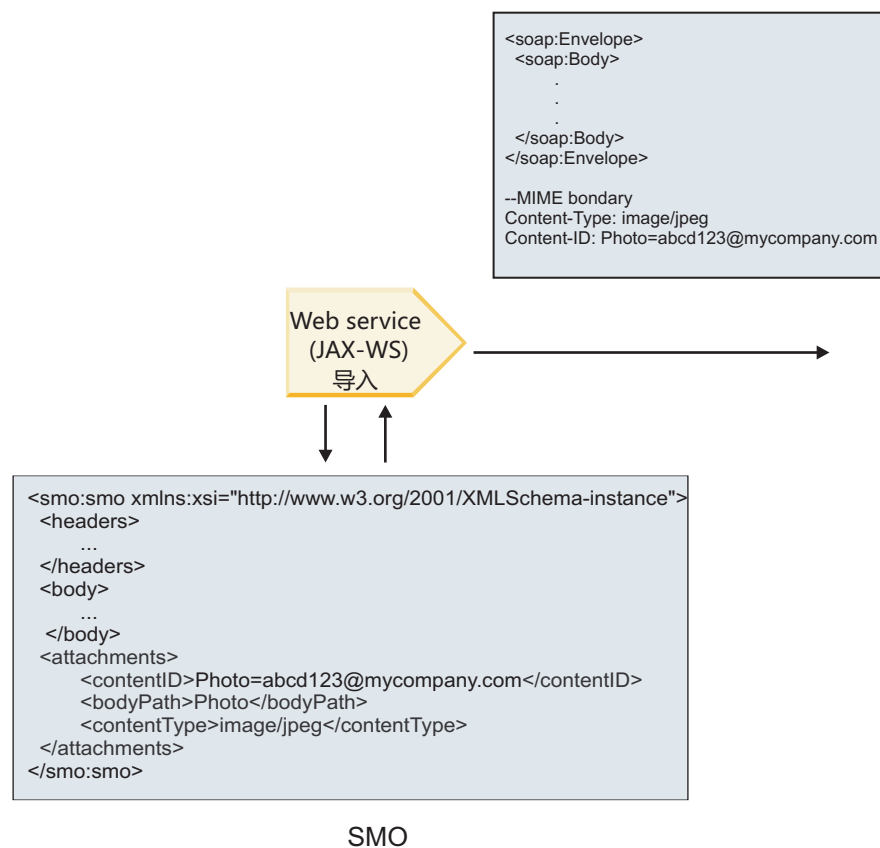 <soap:Envelope>
<soap:Body>
.
.
.
</soap:Body>
</soap:Envelope>
--MIME bondary
Content-Type: image/jpeg
Content-ID: Photo=abcd123@mycompany.com
Web service
(JAX-WS)
导入
<smo:smo xmlns:xsi="http://www.w3.org/2001/XMLSchema-instance">
<headers>
...
</headers>
<body>
...
</body>
<attachments>
<contentID>Photo=abcd123@mycompany.com</contentID>
<bodyPath>Photo</bodyPath>
<contentType>image/jpeg</contentType>
</attachments>
</smo:smo>
SMO